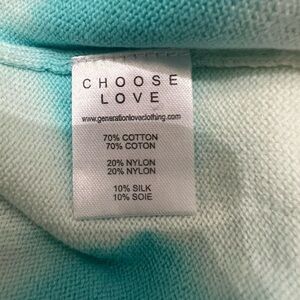 CHOOSE
LOVE
www.generationloveclothing.com
70% COTTON
70% COTON
20% NYLON
20% NYLON
10% SILK
10% SOIE